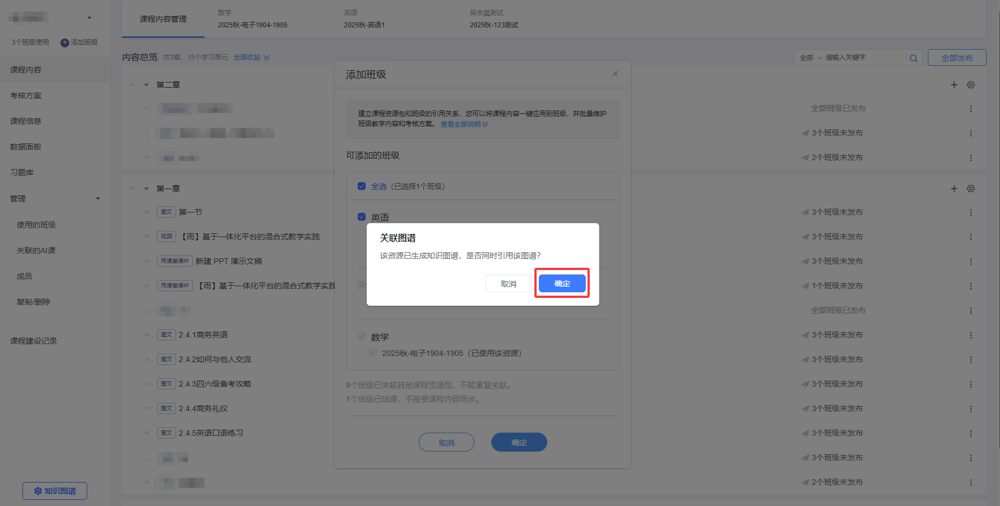 3个班级使用
添加班级
课程内容
考核方案
课程信息
数据面板
习题库
管理
使用的班级
关联的AI课
成员
复制/删除
课程建设记录
知识图谱
课程内容管理
数学
2025秋-电子1904-1905
英语
2025秋-英语1
吴宇晨测试
2025秋-123测试
内容总览 共3章，15个学习单元 全部收起
全部 请输入关键字
全部发布
第二章
全部班级已发布
3个班级未发布
2个班级未发布
第一章
图文 第一节 3个班级未发布
视频 【雨】基于一体化平台的混合式教学实践 3个班级未发布
雨课堂课件 新建 PPT 演示文稿 3个班级未发布
雨课堂课件 【雨】基于一体化平台的混合式教学实践 1个班级未发布
全部班级已发布
图文 2.4.1商务英语 3个班级未发布
图文 2.4.2如何与他人交流 3个班级未发布
图文 2.4.3四六级备考攻略 3个班级未发布
图文 2.4.4商务礼仪 3个班级未发布
图文 2.4.5英语口语练习 3个班级未发布
3个班级未发布
2个班级未发布
添加班级
建立课程资源包和班级的引用关系，您可以将课程内容一键应用到班级，并批量维护
班级教学内容和考核方案。 查看全部说明
可添加的班级
全选（已选择1个班级）
英语
关联图谱
该资源已生成知识图谱，是否同时引用该图谱？
取消
确定
数学
2025秋-电子1904-1905（已使用该资源）
8个班级已关联其他课程资源包，不能重复关联。
1个班级已结课，不接受课程内容同步。
取消
确定